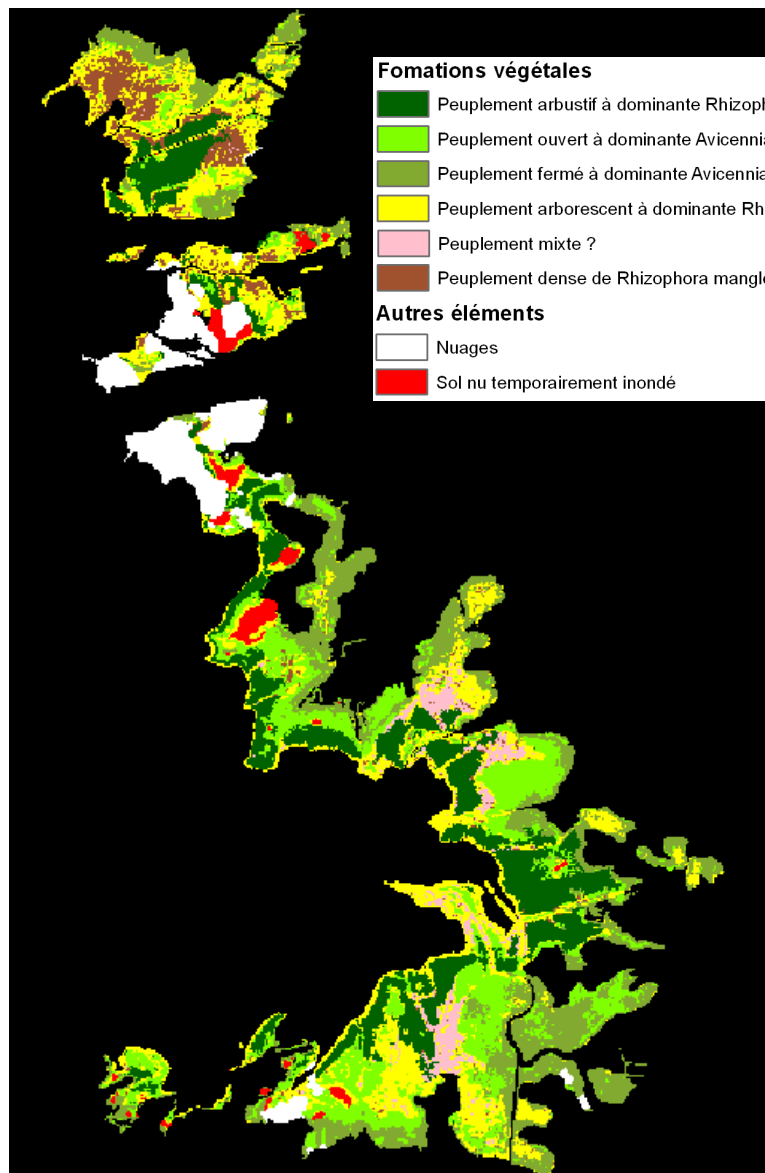 Fomations végétales
Peuplement arbustif à dominante Rhizoph
Peuplement ouvert à dominante Avicennia
Peuplement fermé à dominante Avicennia
Peuplement arborescent à dominante Rh
Peuplement mixte ?
Peuplement dense de Rhizophora mangle
Autres éléments
Nuages
Sol nu temporairement inondé